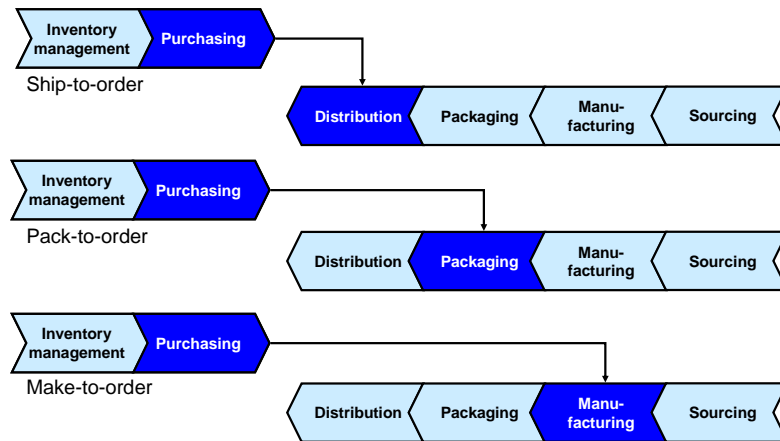 Inventory
management
Purchasing
Ship-to-order
Distribution
Packaging
Manu-
facturing
Sourcing
Inventory
management
Purchasing
Pack-to-order
Distribution
Packaging
Manu-
facturing
Sourcing
Inventory
management
Purchasing
Make-to-order
Distribution
Packaging
Manu-
facturing
Sourcing